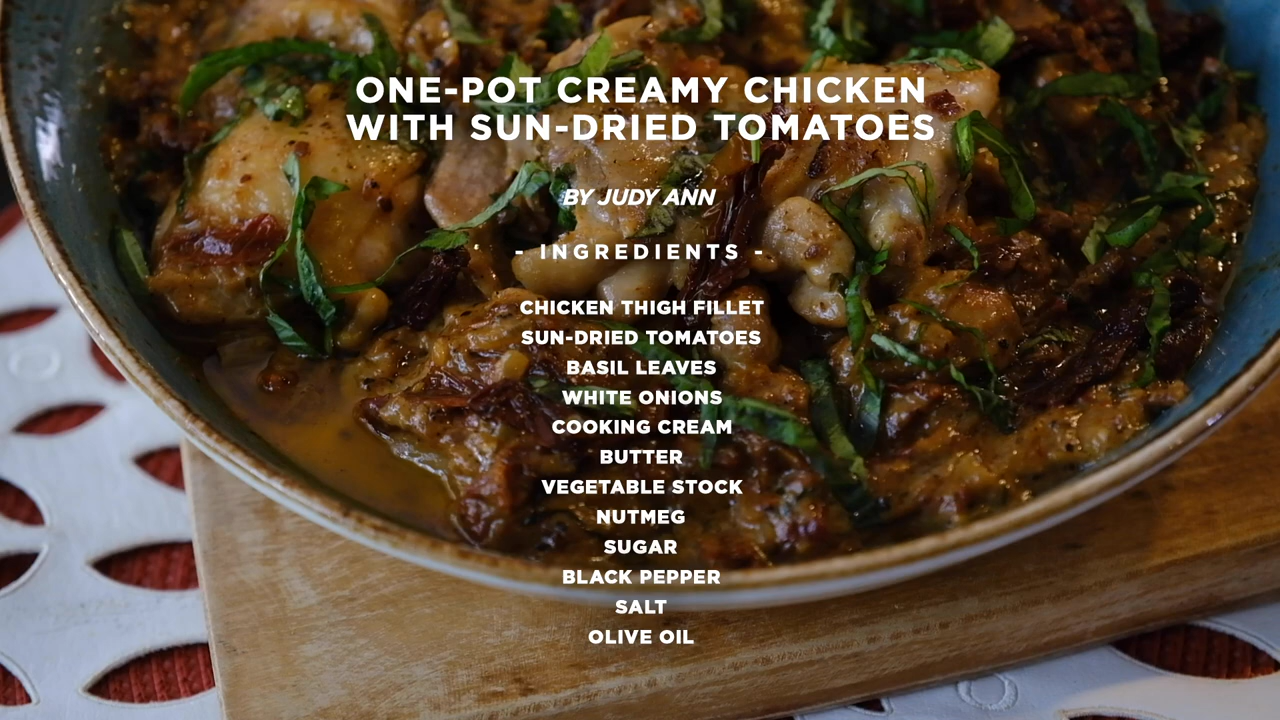 ONE-POT CREAMY CHICKEN
WITH SUN-DRIED TOMATOES
BY JUDY ANN
- INGREDIENTS -
CHICKEN THIGH FILLET
SUN-DRIED TOMATOES
BASIL LEAVES
WHITE ONIONS
COOKING CREAM
BUTTER
VEGETABLE STOCK
NUTMEG
SUGAR
BLACK PEPPER
SALT
OLIVE OIL